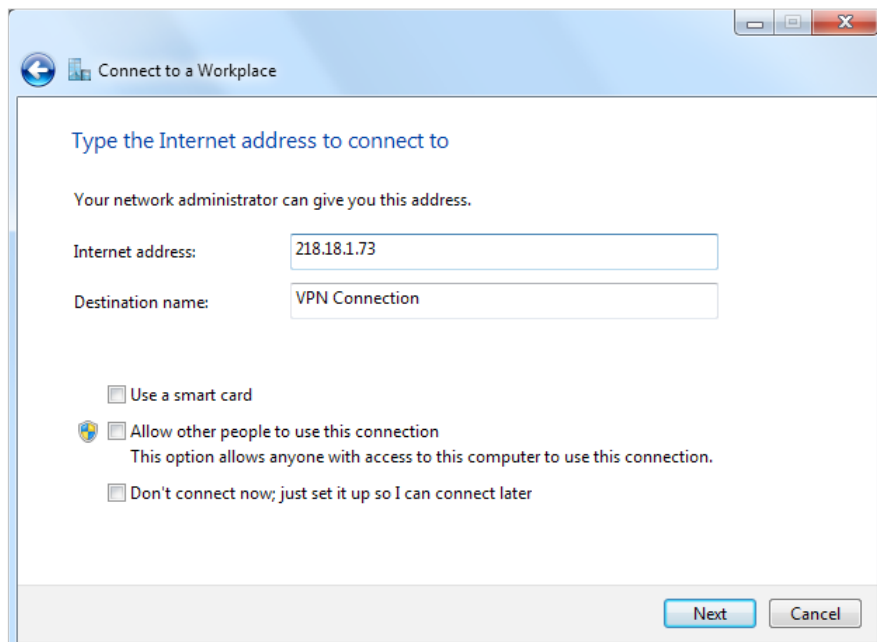 Connect to a Workplace
Type the Internet address to connect to
Your network administrator can give you this address.
Internet address: 218.18.1.73
Destination name: VPN Connection
Use a smart card
Allow other people to use this connection
This option allows anyone with access to this computer to use this connection.
Don't connect now; just set it up so I can connect later
Next Cancel